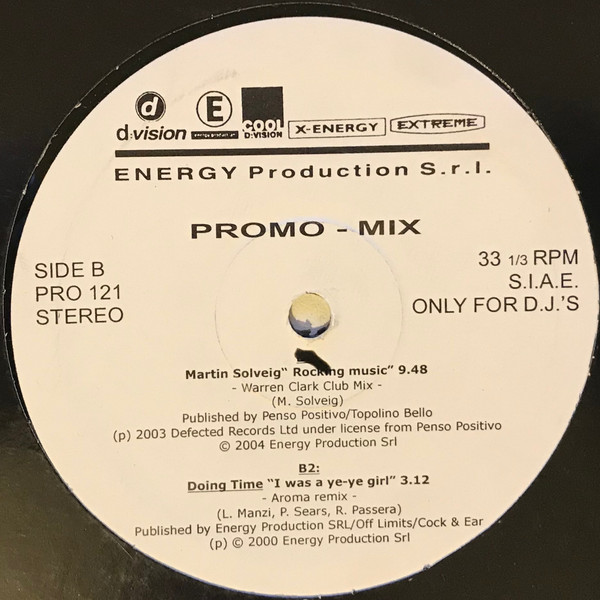 d d:vision E COOL D:VISION X-ENERGY EXTREME
ENERGY Production S.r.l.
PROMO - MIX
SIDE B
PRO 121
STEREO
33 1/3 RPM
S.I.A.E.
ONLY FOR D.J.'S
Martin Solveig" Rocking music" 9.48
- Warren Clark Club Mix -
(M. Solveig)
Published by Penso Positivo/Topolino Bello
(p) 2003 Defected Records Ltd under license from Penso Positivo
© 2004 Energy Production Srl
B2:
Doing Time "I was a ye-ye girl" 3.12
- Aroma remix -
(L. Manzi, P. Sears, R. Passera)
Published by Energy Production SRL/Off Limits/Cock & Ear
(p) © 2000 Energy Production Srl